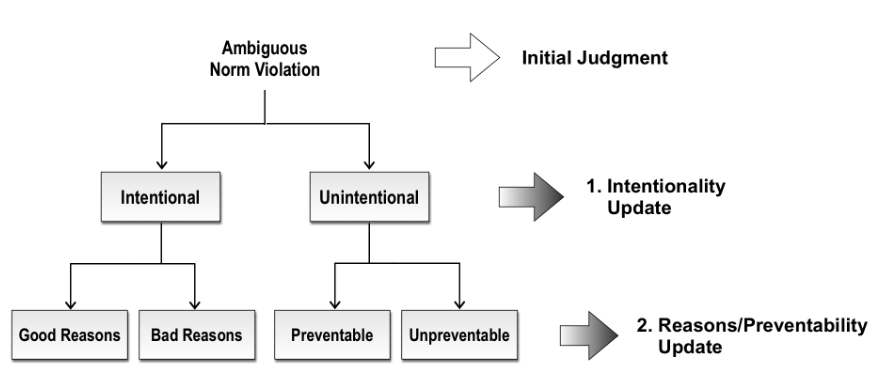 Ambiguous
Norm Violation
Initial Judgment
Intentional
Unintentional
1. Intentionality
Update
Good Reasons
Bad Reasons
Preventable
Unpreventable
2. Reasons/Preventability
Update